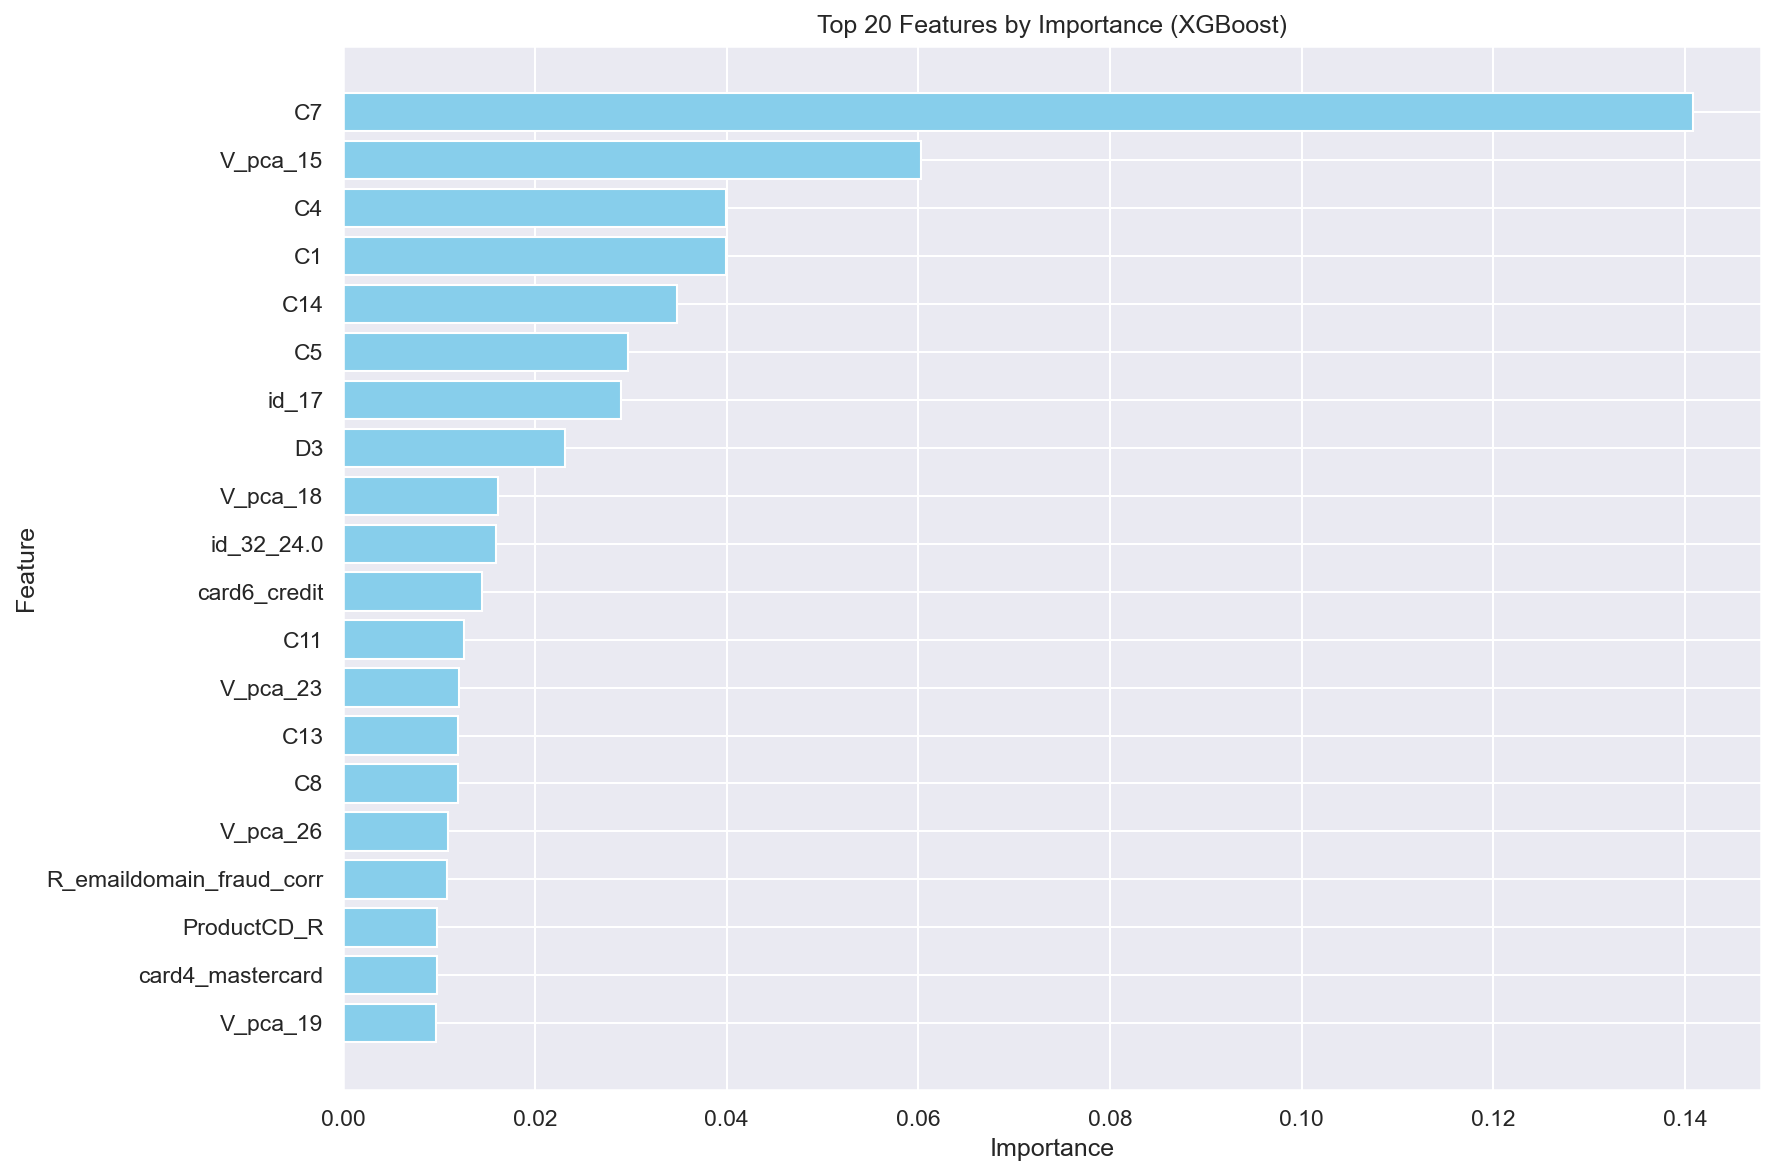 Top 20 Features by Importance (XGBoost)
Feature
C7
V_pca_15
C4
C1
C14
C5
id_17
D3
V_pca_18
id_32_24.0
card6_credit
C11
V_pca_23
C13
C8
V_pca_26
R_emaildomain_fraud_corr
ProductCD_R
card4_mastercard
V_pca_19
0.00 0.02 0.04 0.06 0.08 0.10 0.12 0.14
Importance